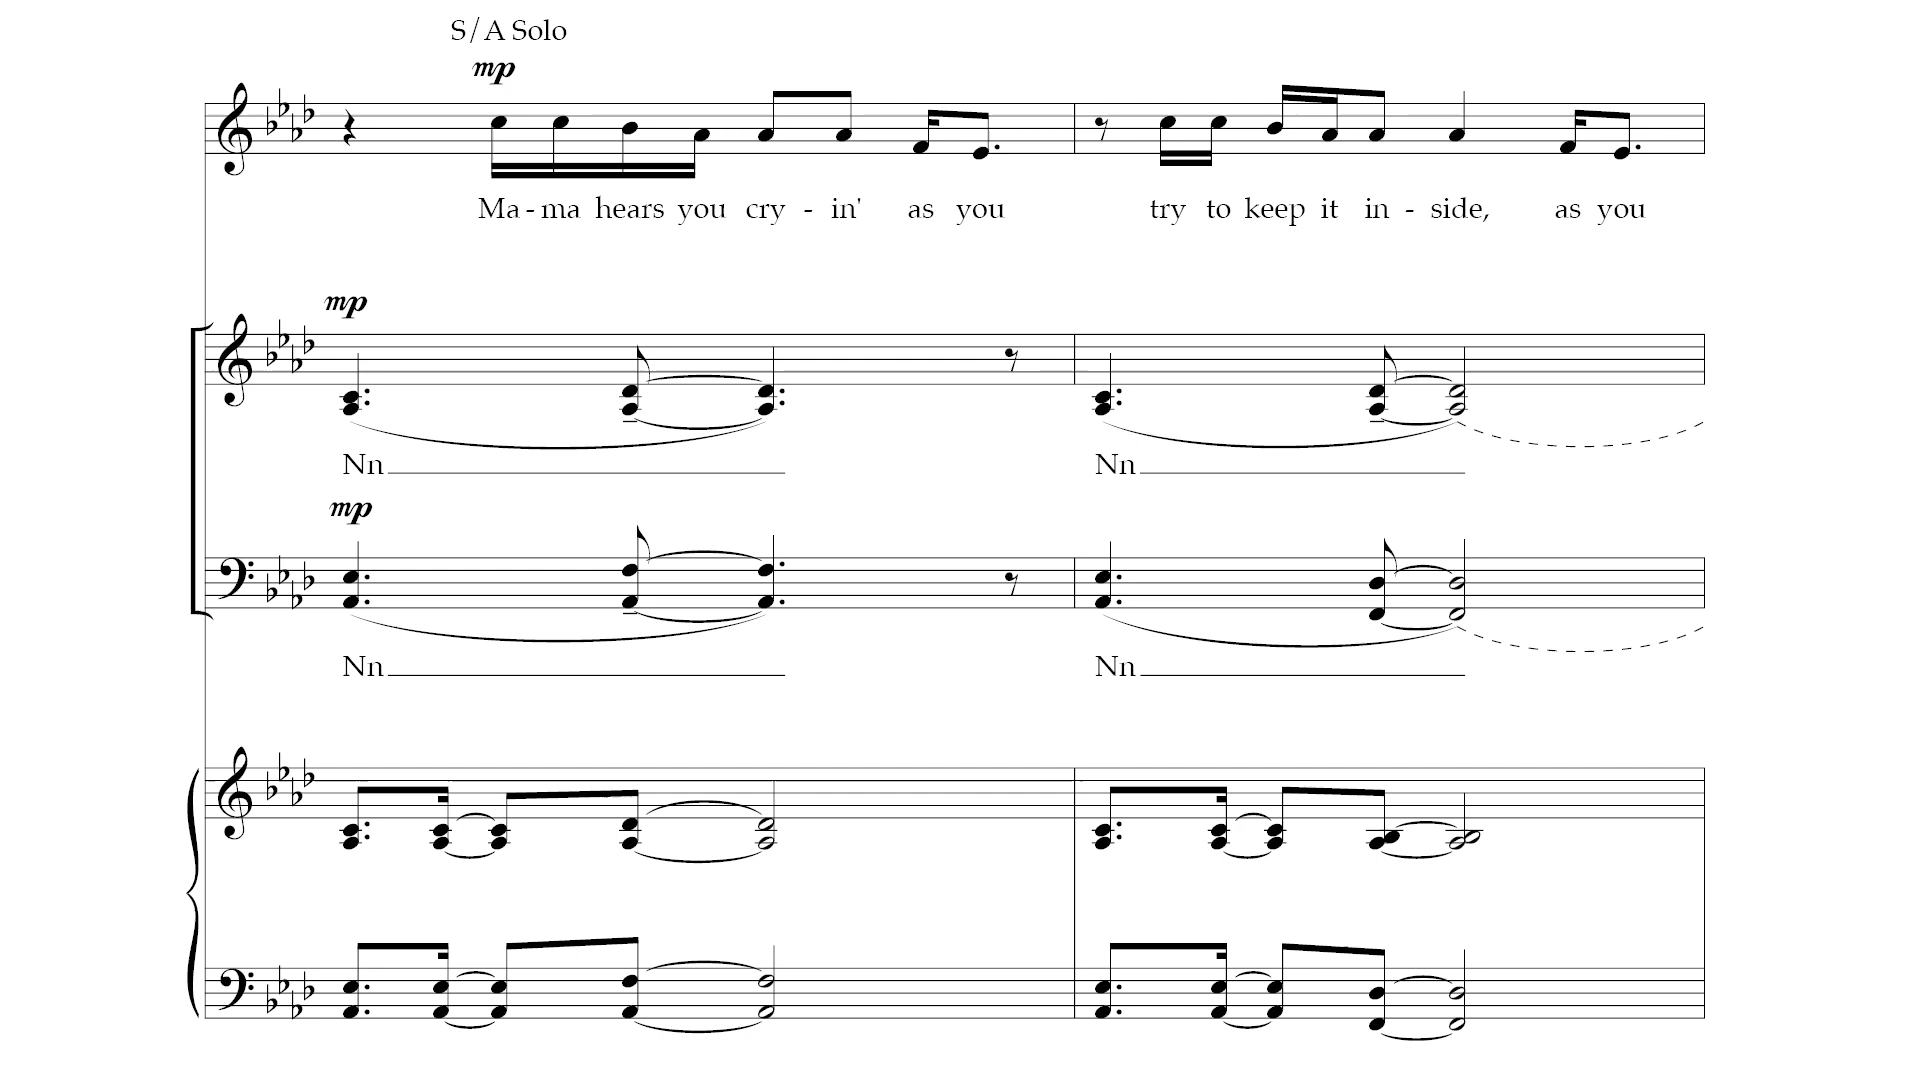 S/A Solo
mp
Ma - ma hears you cry - in' as you try to keep it in - side, as you
mp
Nn Nn
mp
Nn Nn